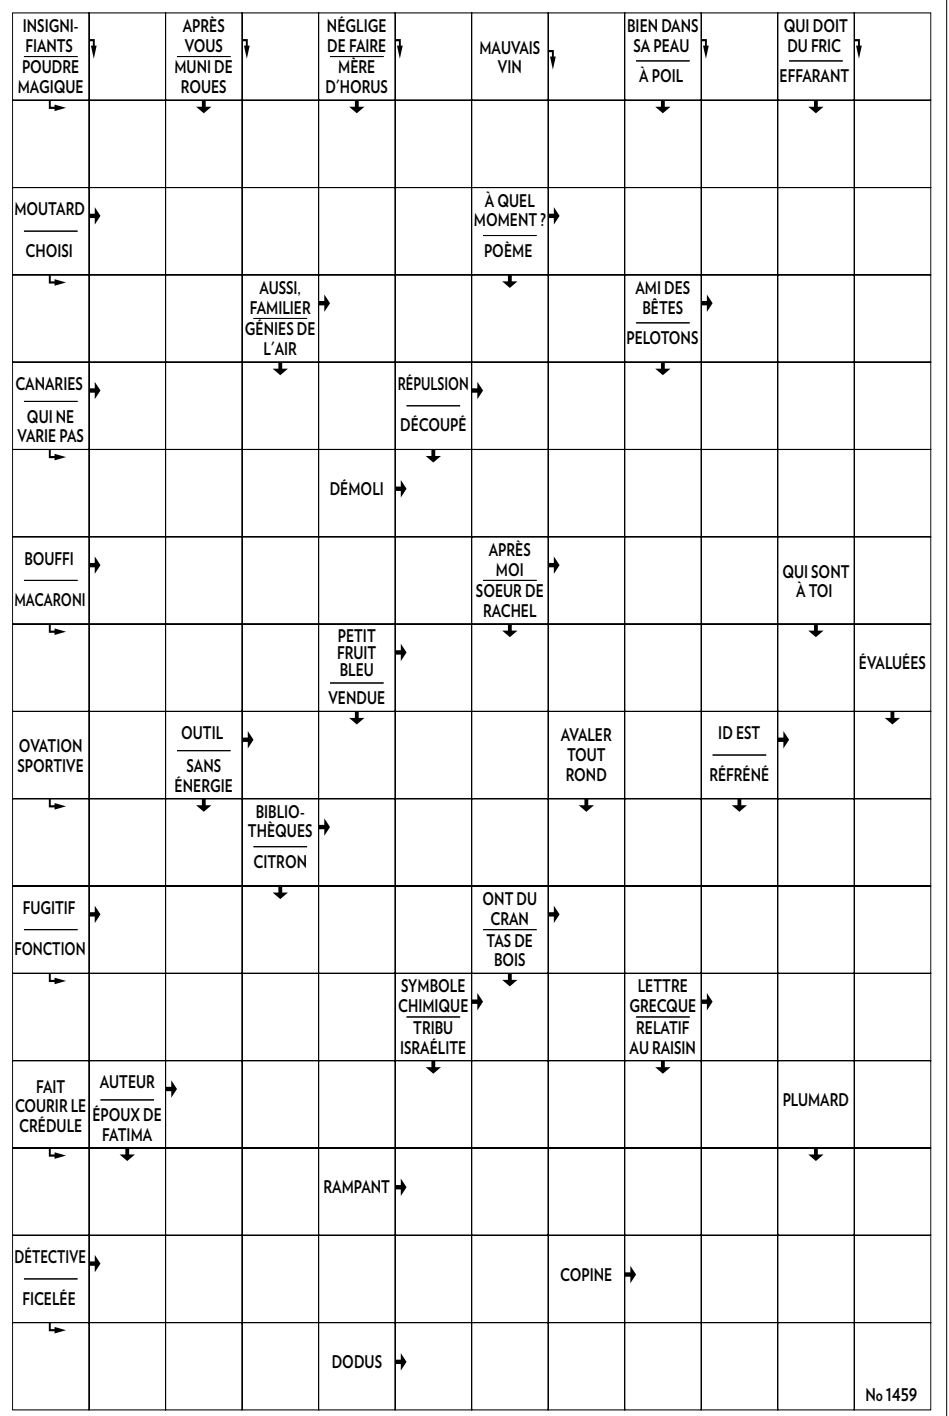 INSIGNI-
FIANTS
POUDRE
MAGIQUE
APRÈS
VOUS
MUNI DE
ROUES
NÉGLIGE
DE FAIRE
MÈRE
D'HORUS
MAUVAIS
VIN
BIEN DANS
SA PEAU
À POIL
QUI DOIT
DU FRIC
EFFARANT
MOUTARD
CHOISI
À QUEL
MOMENT ?
POÈME
AUSSI,
FAMILIER
GÉNIES DE
L'AIR
AMI DES
BÊTES
PELOTONS
CANARIES
QUI NE
VARIE PAS
RÉPULSION
DÉCOUPÉ
DÉMOLI
BOUFFI
MACARONI
APRÈS
MOI
SOEUR DE
RACHEL
QUI SONT
À TOI
PETIT
FRUIT
BLEU
VENDUE
ÉVALUÉES
OVATION
SPORTIVE
OUTIL
SANS
ÉNERGIE
AVALER
TOUT
ROND
ID EST
RÉFRÉNÉ
BIBLIO-
THÈQUES
CITRON
FUGITIF
FONCTION
ONT DU
CRAN
TAS DE
BOIS
SYMBOLE
CHIMIQUE
TRIBU
ISRAÉLITE
LETTRE
GRECQUE
RELATIF
AU RAISIN
FAIT
COURIR LE
CRÉDULE
AUTEUR
ÉPOUX DE
FATIMA
PLUMARD
RAMPANT
DÉTECTIVE
FICELÉE
COPINE
DODUS
No 1459